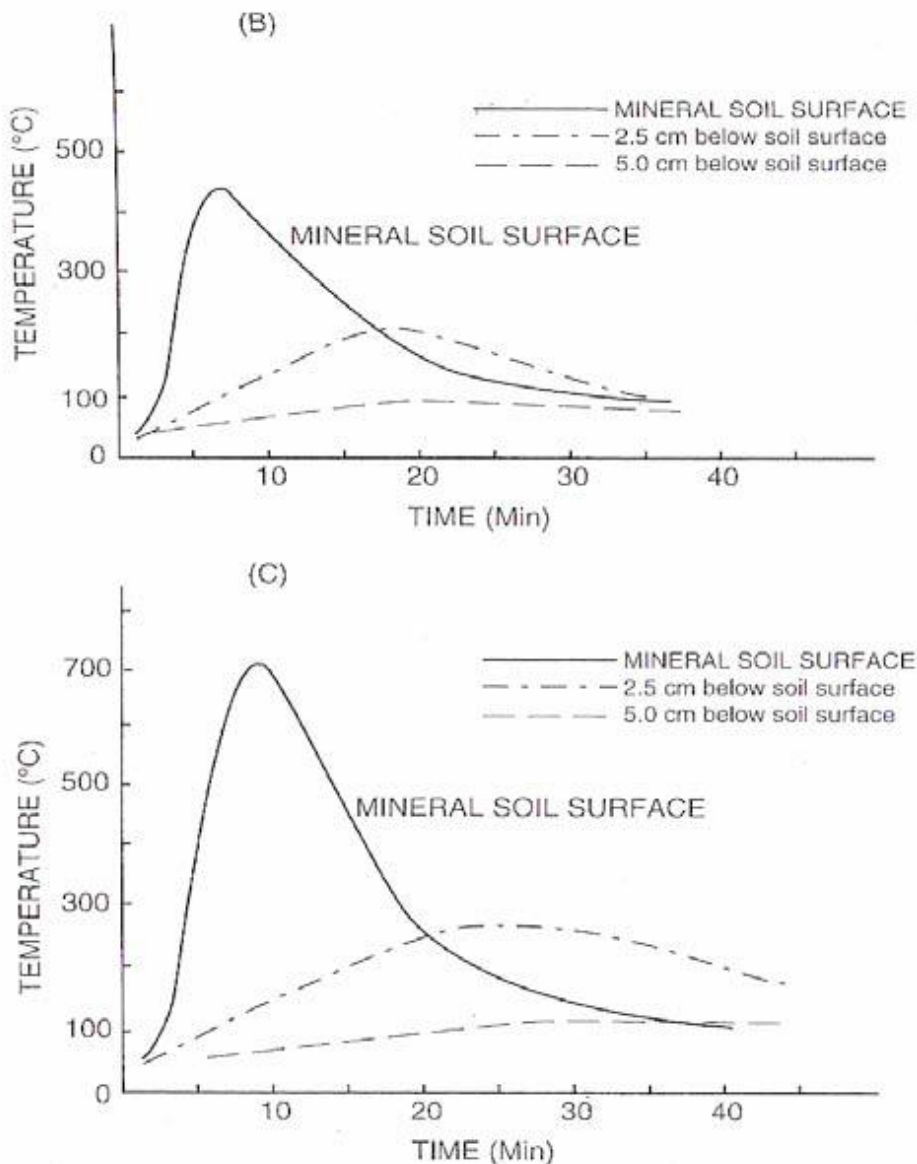 (B)
MINERAL SOIL SURFACE
2.5 cm below soil surface
5.0 cm below soil surface
TEMPERATURE (°C)
500
300
100
0
MINERAL SOIL SURFACE
10
20
30
40
TIME (Min)
(C)
MINERAL SOIL SURFACE
2.5 cm below soil surface
5.0 cm below soil surface
TEMPERATURE (°C)
700
500
300
100
0
MINERAL SOIL SURFACE
10
20
30
40
TIME (Min)